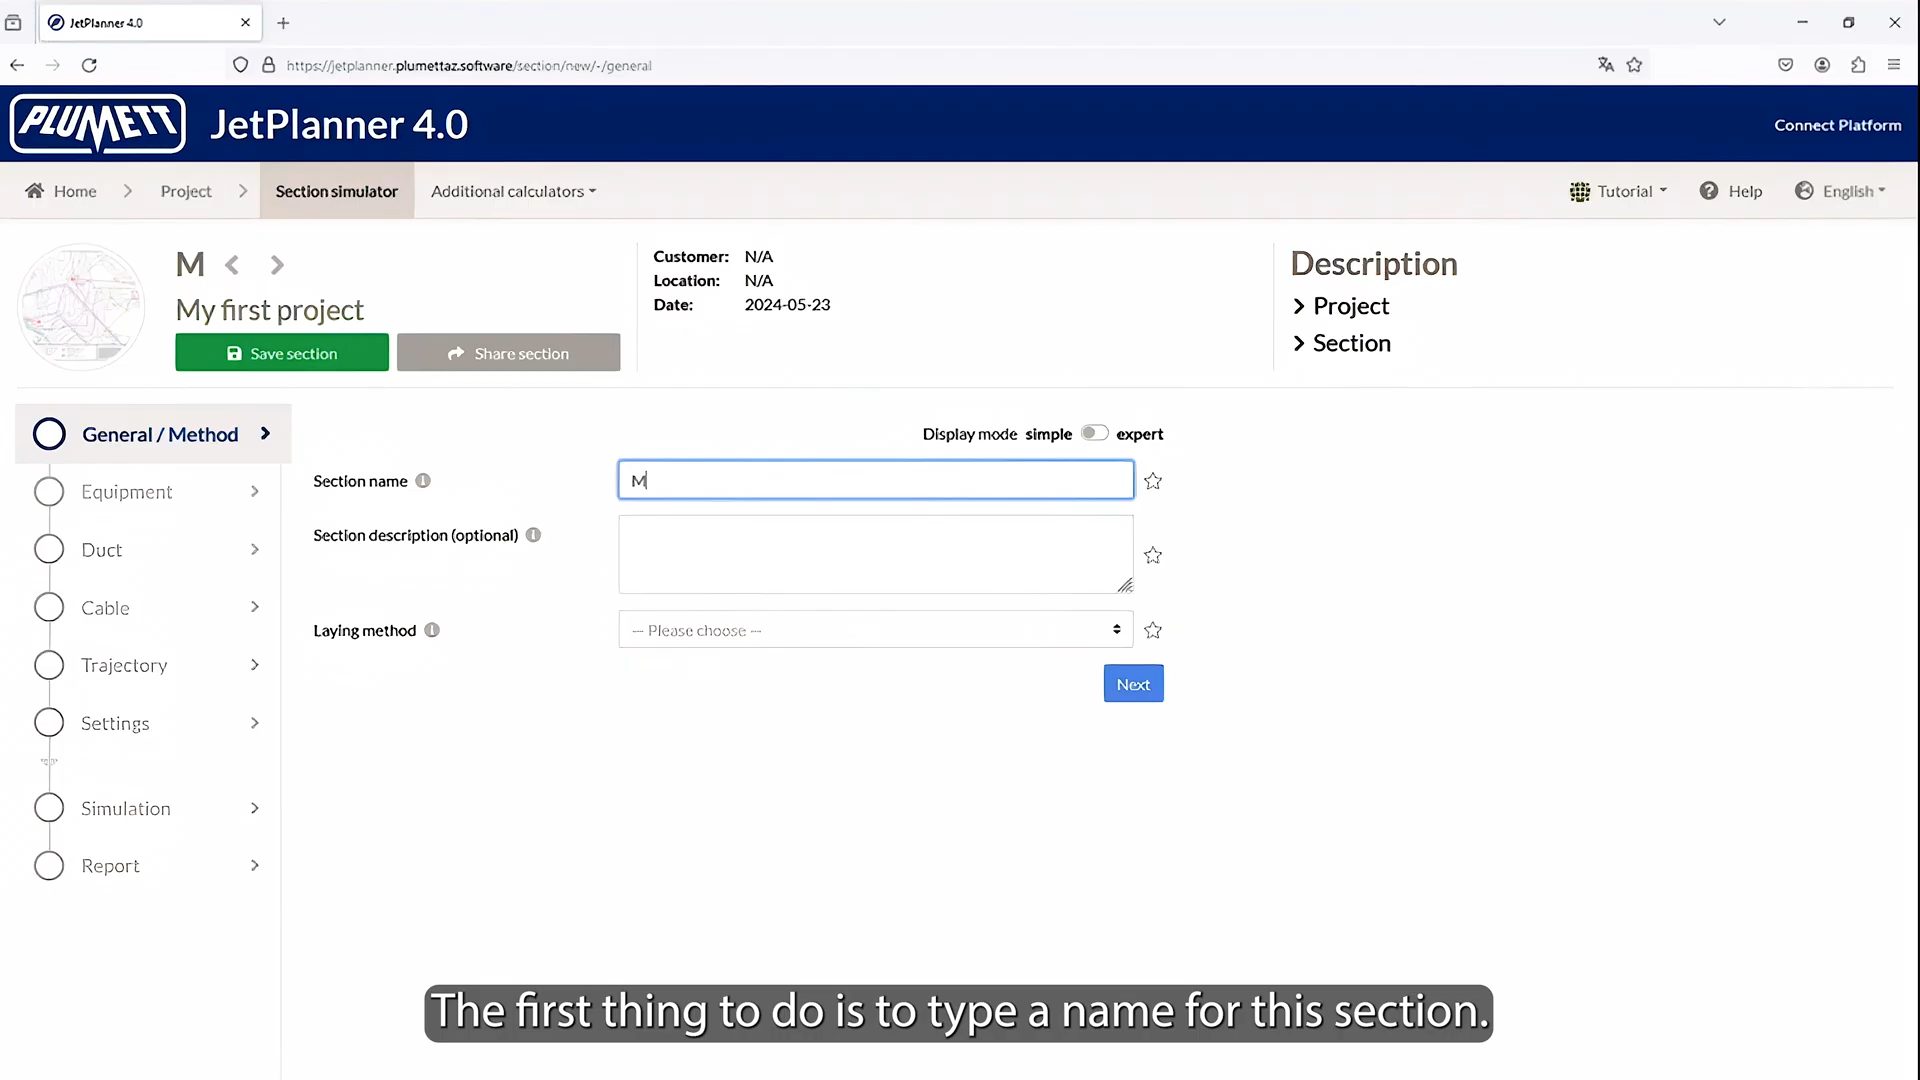 JetPlanner 4.0
https://jetplanner.plumettaz.software/section/new/-/general
PLUMETT JetPlanner 4.0
Connect Platform
Home
Project
Section simulator
Additional calculators
Tutorial
Help
English
M
My first project
Save section
Share section
Customer: N/A
Location: N/A
Date: 2024-05-23
Description
Project
Section
General / Method
Equipment
Duct
Cable
Trajectory
Settings
Simulation
Report
Display mode simple expert
Section name
M
Section description (optional)
Laying method
-- Please choose --
Next
The first thing to do is to type a name for this section.